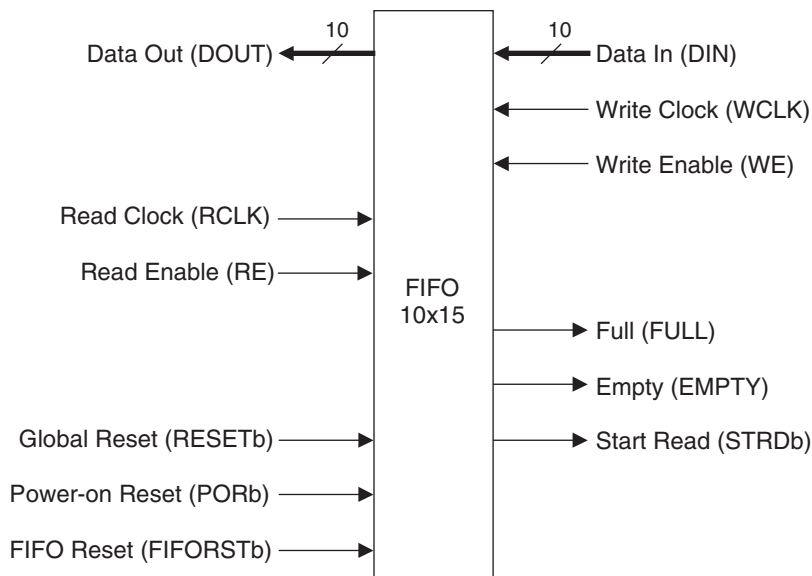 10
10
Data Out (DOUT)
Data In (DIN)
Write Clock (WCLK)
Write Enable (WE)
Read Clock (RCLK)
Read Enable (RE)
FIFO
10x15
Full (FULL)
Empty (EMPTY)
Global Reset (RESETb)
Start Read (STRDb)
Power-on Reset (PORb)
FIFO Reset (FIFORSTb)